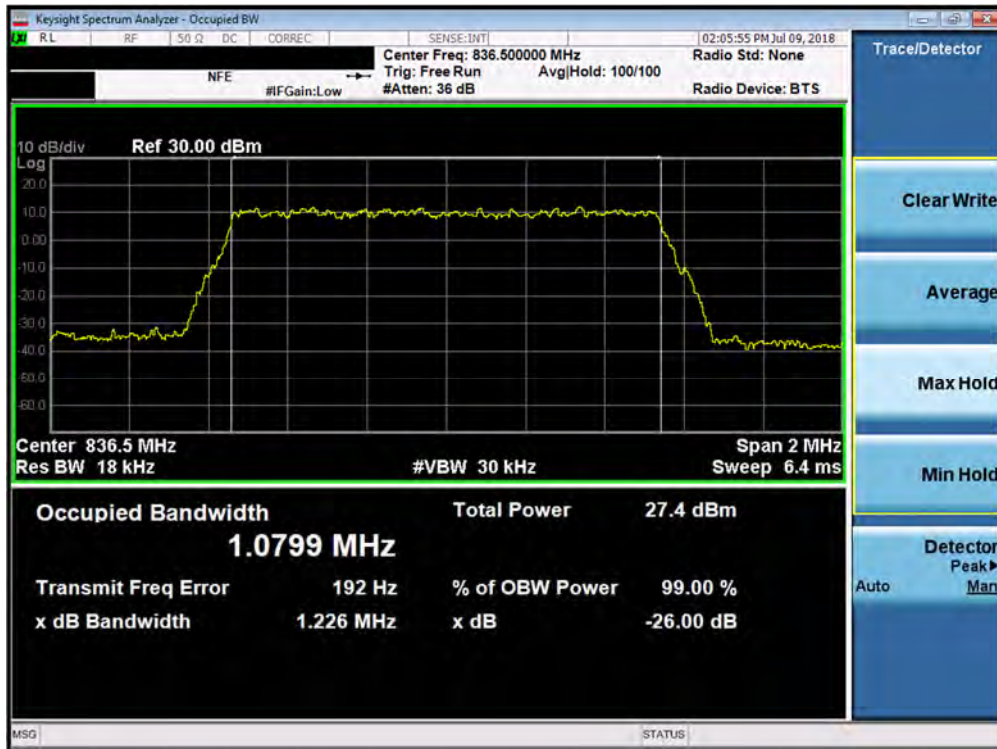 Keysight Spectrum Analyzer - Occupied BW
LXI RL RF 50 Ω DC CORREC SENSE:INT 02:05:55 PM Jul 09, 2018
Center Freq: 836.500000 MHz Radio Std: None
NFE Trig: Free Run Avg|Hold: 100/100
#IFGain:Low #Atten: 36 dB Radio Device: BTS
10 dB/div Ref 30.00 dBm
Log
20.0
10.0
0.00
-10.0
-20.0
-30.0
-40.0
-50.0
-60.0
Center 836.5 MHz Span 2 MHz
Res BW 18 kHz #VBW 30 kHz Sweep 6.4 ms
Occupied Bandwidth Total Power 27.4 dBm
1.0799 MHz
Transmit Freq Error 192 Hz % of OBW Power 99.00 %
x dB Bandwidth 1.226 MHz x dB -26.00 dB
MSG STATUS
Trace/Detector
Clear Write
Average
Max Hold
Min Hold
Detector
Peak▶
Auto Man